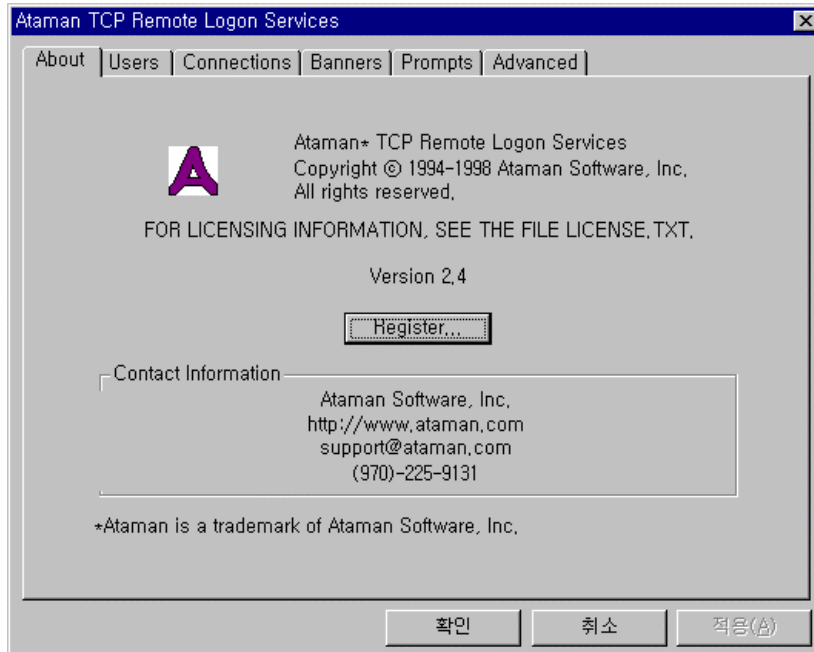 Ataman TCP Remote Logon Services
About Users Connections Banners Prompts Advanced
Ataman* TCP Remote Logon Services
Copyright © 1994-1998 Ataman Software, Inc.
All rights reserved.
FOR LICENSING INFORMATION, SEE THE FILE LICENSE.TXT.
Version 2.4
Register...
Contact Information
Ataman Software, Inc.
http://www.ataman.com
support@ataman.com
(970)-225-9131
*Ataman is a trademark of Ataman Software, Inc.
확인 취소 적용(A)